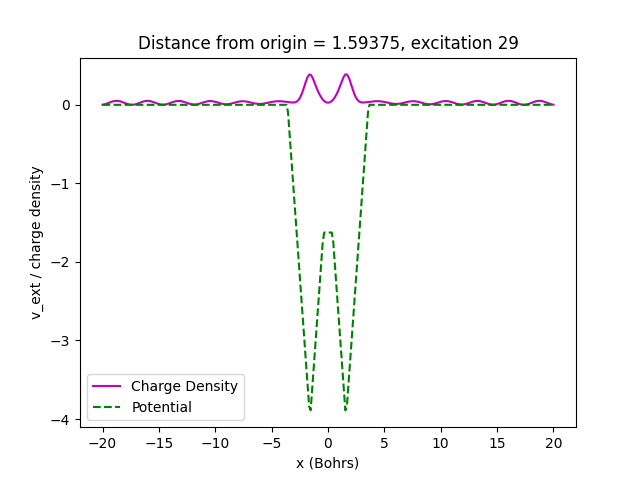 Distance from origin = 1.59375, excitation 29
v_ext / charge density
0
−1
−2
−3
−4
Charge Density
Potential
−20 −15 −10 −5 0 5 10 15 20
x (Bohrs)